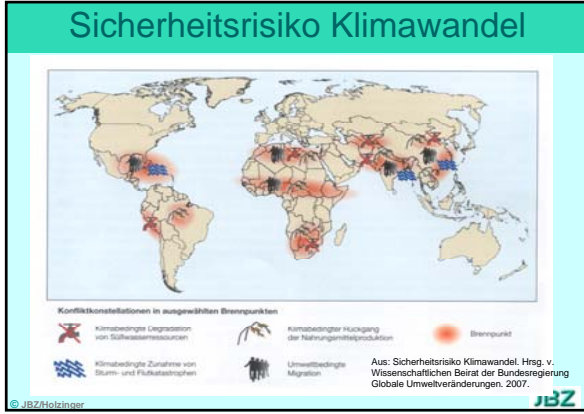 Sicherheitsrisiko Klimawandel
Konfliktkonstellationen in ausgewählten Brennpunkten
Klimabedingte Degradation
von Süßwasserressourcen
Klimabedingter Rückgang
der Nahrungsmittelproduktion
Brennpunkt
Klimabedingte Zunahme von
Sturm- und Flutkatastrophen
Umweltbedingte
Migration
Aus: Sicherheitsrisiko Klimawandel. Hrsg. v.
Wissenschaftlichen Beirat der Bundesregierung
Globale Umweltveränderungen. 2007.
© JBZ/Holzinger
JBZ